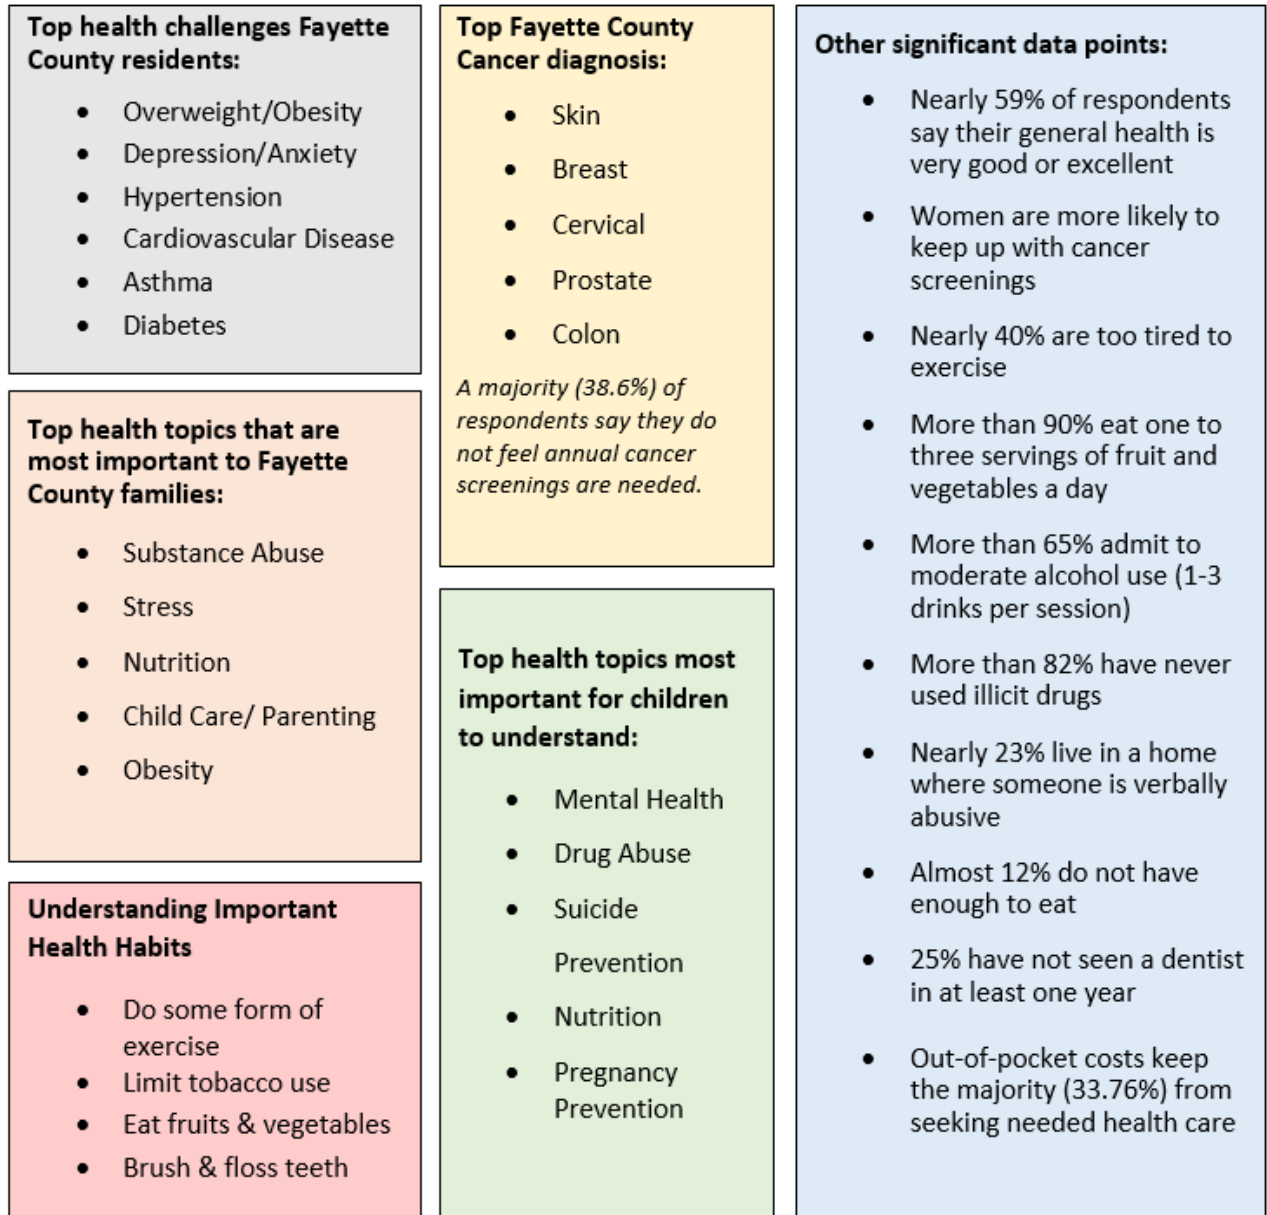 Top health challenges Fayette
County residents:
• Overweight/Obesity
• Depression/Anxiety
• Hypertension
• Cardiovascular Disease
• Asthma
• Diabetes
Top health topics that are
most important to Fayette
County families:
• Substance Abuse
• Stress
• Nutrition
• Child Care/ Parenting
• Obesity
Understanding Important
Health Habits
• Do some form of
exercise
• Limit tobacco use
• Eat fruits & vegetables
• Brush & floss teeth
Top Fayette County
Cancer diagnosis:
• Skin
• Breast
• Cervical
• Prostate
• Colon
A majority (38.6%) of
respondents say they do
not feel annual cancer
screenings are needed.
Top health topics most
important for children
to understand:
• Mental Health
• Drug Abuse
• Suicide
Prevention
• Nutrition
• Pregnancy
Prevention
Other significant data points:
• Nearly 59% of respondents
say their general health is
very good or excellent
• Women are more likely to
keep up with cancer
screenings
• Nearly 40% are too tired to
exercise
• More than 90% eat one to
three servings of fruit and
vegetables a day
• More than 65% admit to
moderate alcohol use (1-3
drinks per session)
• More than 82% have never
used illicit drugs
• Nearly 23% live in a home
where someone is verbally
abusive
• Almost 12% do not have
enough to eat
• 25% have not seen a dentist
in at least one year
• Out-of-pocket costs keep
the majority (33.76%) from
seeking needed health care